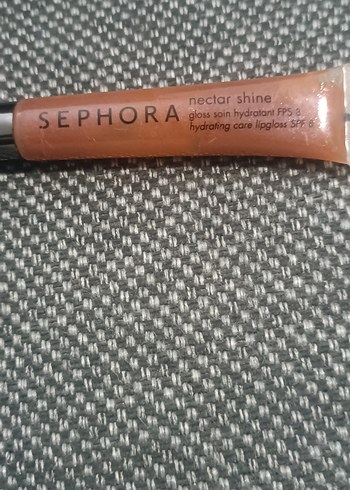 SEPHORA
nectar shine
gloss soin hydratant FPS 8
hydrating care lipgloss SPF 8